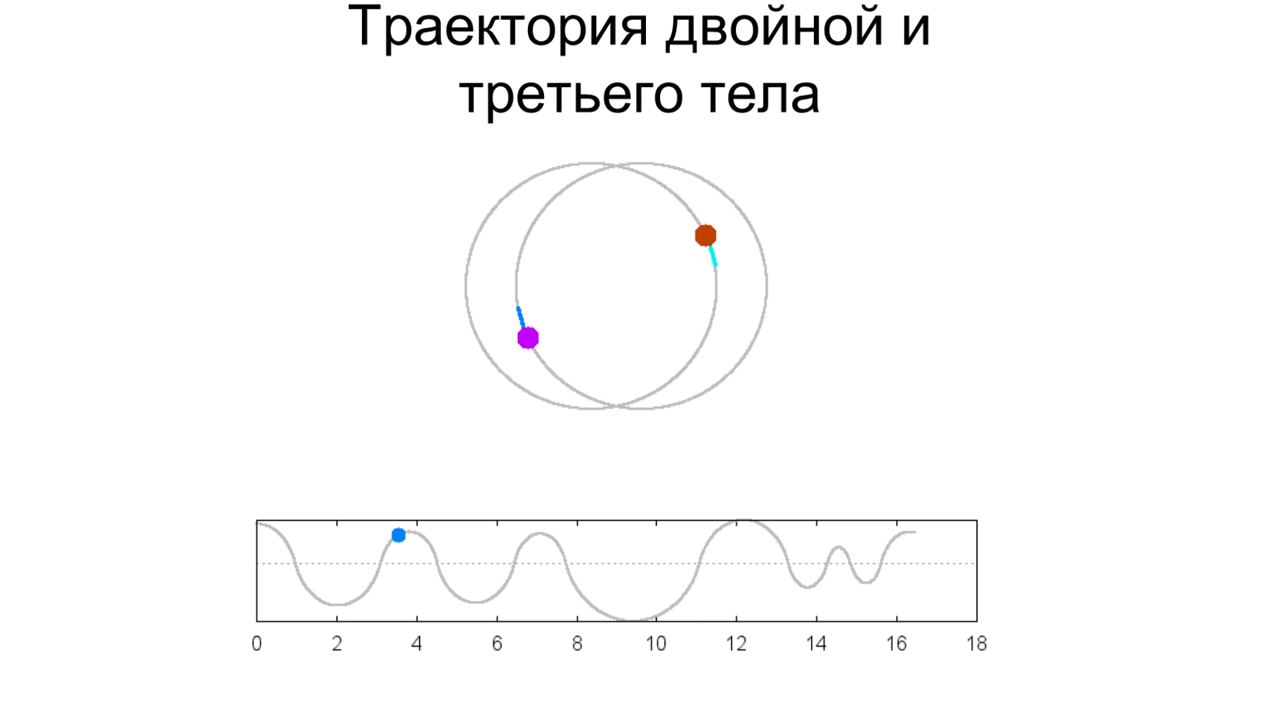 Траектория двойной и
третьего тела
0 2 4 6 8 10 12 14 16 18